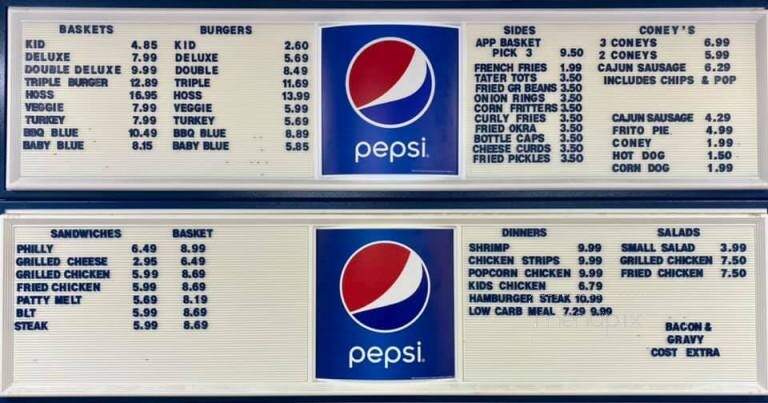 BASKETS
KID 4.85
DELUXE 7.99
DOUBLE DELUXE 9.99
TRIPLE BURGER 12.89
HOSS 16.95
VEGGIE 7.99
TURKEY 7.99
BBQ BLUE 10.49
BABY BLUE 8.15
BURGERS
KID 2.60
DELUXE 5.69
DOUBLE 8.49
TRIPLE 11.69
HOSS 13.99
VEGGIE 5.99
TURKEY 5.69
BBQ BLUE 8.89
BABY BLUE 5.85
pepsi
SIDES
APP BASKET
PICK 3 9.50
FRENCH FRIES 1.99
TATER TOTS 3.50
FRIED GR BEANS 3.50
ONION RINGS 3.50
CORN FRITTERS 3.50
CURLY FRIES 3.50
FRIED OKRA 3.50
BOTTLE CAPS 3.50
CHEESE CURDS 3.50
FRIED PICKLES 3.50
CONEY'S
3 CONEYS 6.99
2 CONEYS 5.99
CAJUN SAUSAGE 6.29
INCLUDES CHIPS & POP
CAJUN SAUSAGE 4.29
FRITO PIE 4.99
CONEY 1.99
HOT DOG 1.50
CORN DOG 1.99
SANDWICHES BASKET
PHILLY 6.49 8.99
GRILLED CHEESE 2.95 6.49
GRILLED CHICKEN 5.99 8.69
FRIED CHICKEN 5.99 8.69
PATTY MELT 5.69 8.19
BLT 5.99 8.69
STEAK 5.99 8.69
pepsi
DINNERS
SHRIMP 9.99
CHICKEN STRIPS 9.99
POPCORN CHICKEN 9.99
KIDS CHICKEN 6.79
HAMBURGER STEAK 10.99
LOW CARB MEAL 7.29 9.99
SALADS
SMALL SALAD 3.99
GRILLED CHICKEN 7.50
FRIED CHICKEN 7.50
BACON &
GRAVY
COST EXTRA